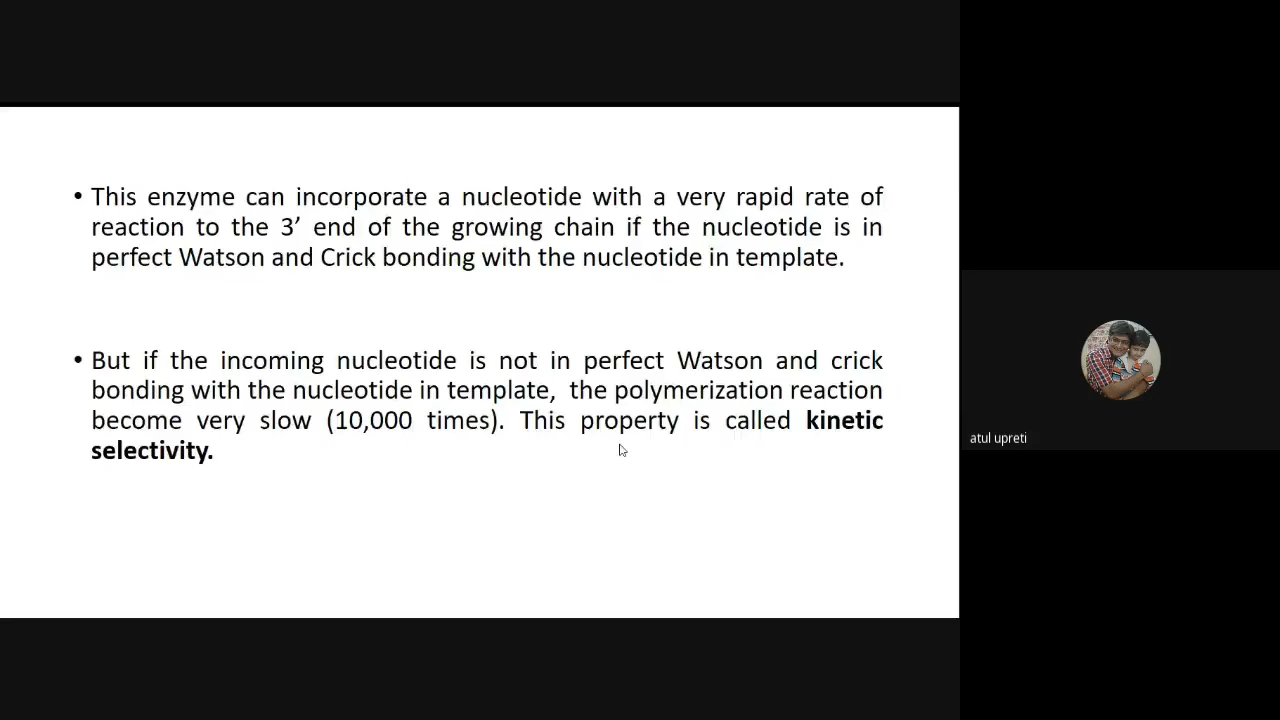 • This enzyme can incorporate a nucleotide with a very rapid rate of
reaction to the 3’ end of the growing chain if the nucleotide is in
perfect Watson and Crick bonding with the nucleotide in template.
• But if the incoming nucleotide is not in perfect Watson and crick
bonding with the nucleotide in template, the polymerization reaction
become very slow (10,000 times). This property is called kinetic
selectivity.
atul upreti